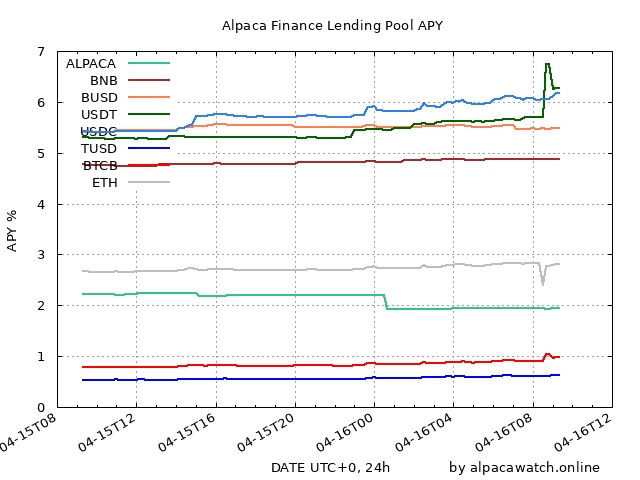 Alpaca Finance Lending Pool APY
7
6
5
4
3
2
1
0
APY %
ALPACA
BNB
BUSD
USDT
USDC
TUSD
BTCB
ETH
04-15T08
04-15T12
04-15T16
04-15T20
04-16T00
04-16T04
04-16T08
04-16T12
DATE UTC+0, 24h
by alpacawatch.online